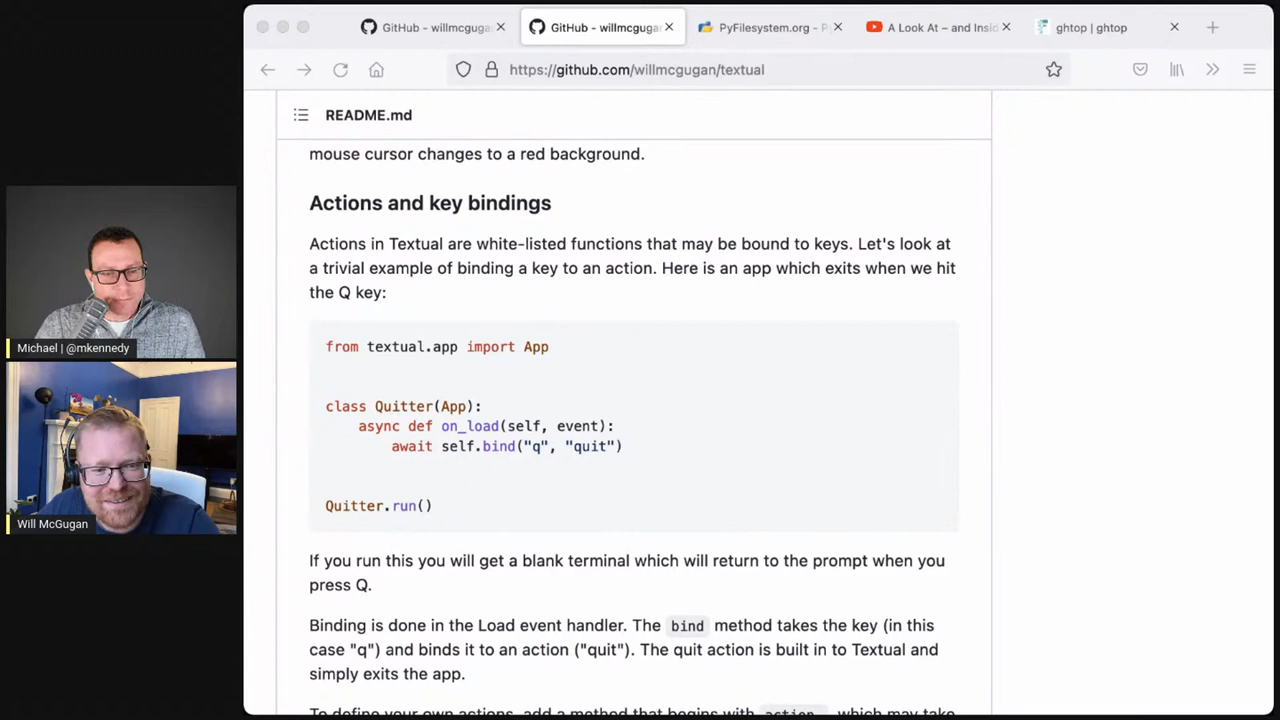 GitHub - willmcgugan
GitHub - willmcgugan
PyFilesystem.org - P
A Look At – and Insid
ghtop | ghtop
https://github.com/willmcgugan/textual
README.md
mouse cursor changes to a red background.
Actions and key bindings
Actions in Textual are white-listed functions that may be bound to keys. Let's look at
a trivial example of binding a key to an action. Here is an app which exits when we hit
the Q key:
from textual.app import App
class Quitter(App):
async def on_load(self, event):
await self.bind("q", "quit")
Quitter.run()
If you run this you will get a blank terminal which will return to the prompt when you
press Q.
Binding is done in the Load event handler. The bind method takes the key (in this
case "q") and binds it to an action ("quit"). The quit action is built in to Textual and
simply exits the app.
To define your own actions, add a method that begins with action_, which may take
Michael | @mkennedy
Will McGugan